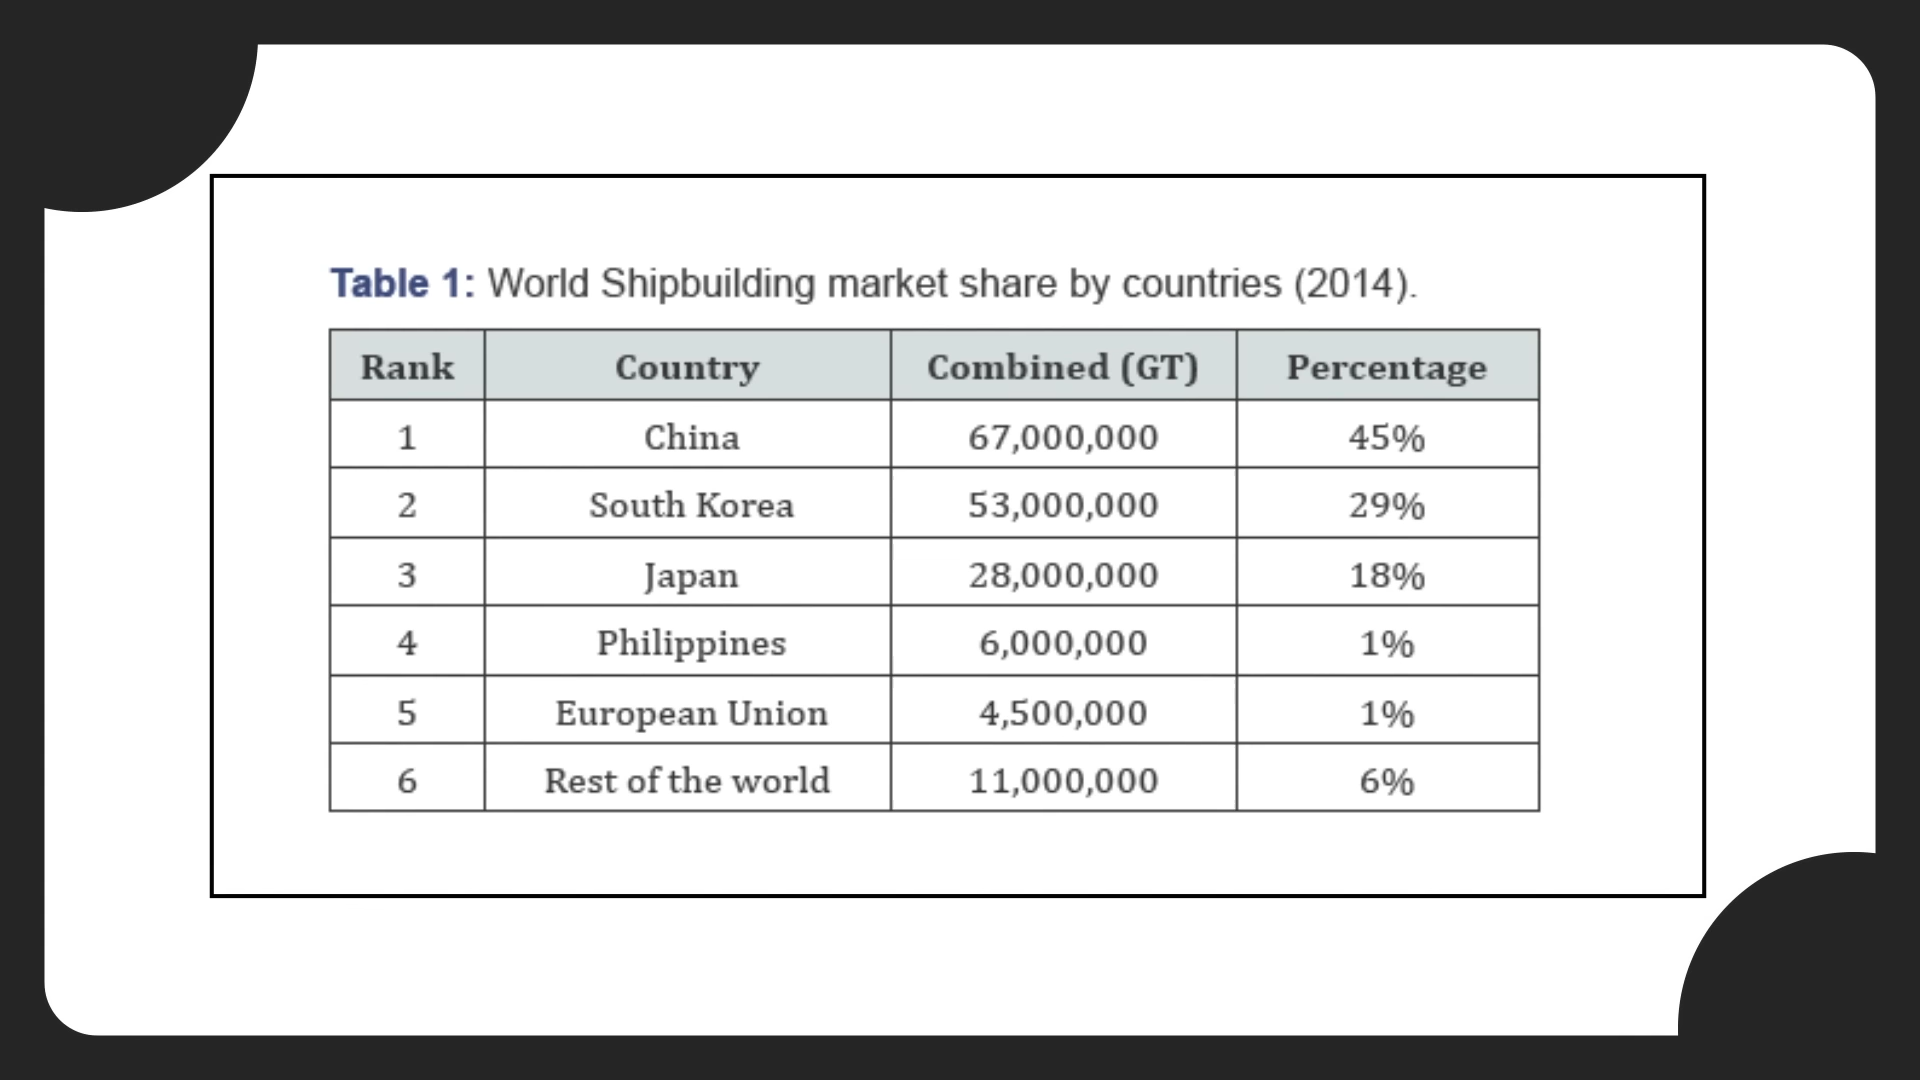 Table 1: World Shipbuilding market share by countries (2014).
Rank Country Combined (GT) Percentage
1 China 67,000,000 45%
2 South Korea 53,000,000 29%
3 Japan 28,000,000 18%
4 Philippines 6,000,000 1%
5 European Union 4,500,000 1%
6 Rest of the world 11,000,000 6%